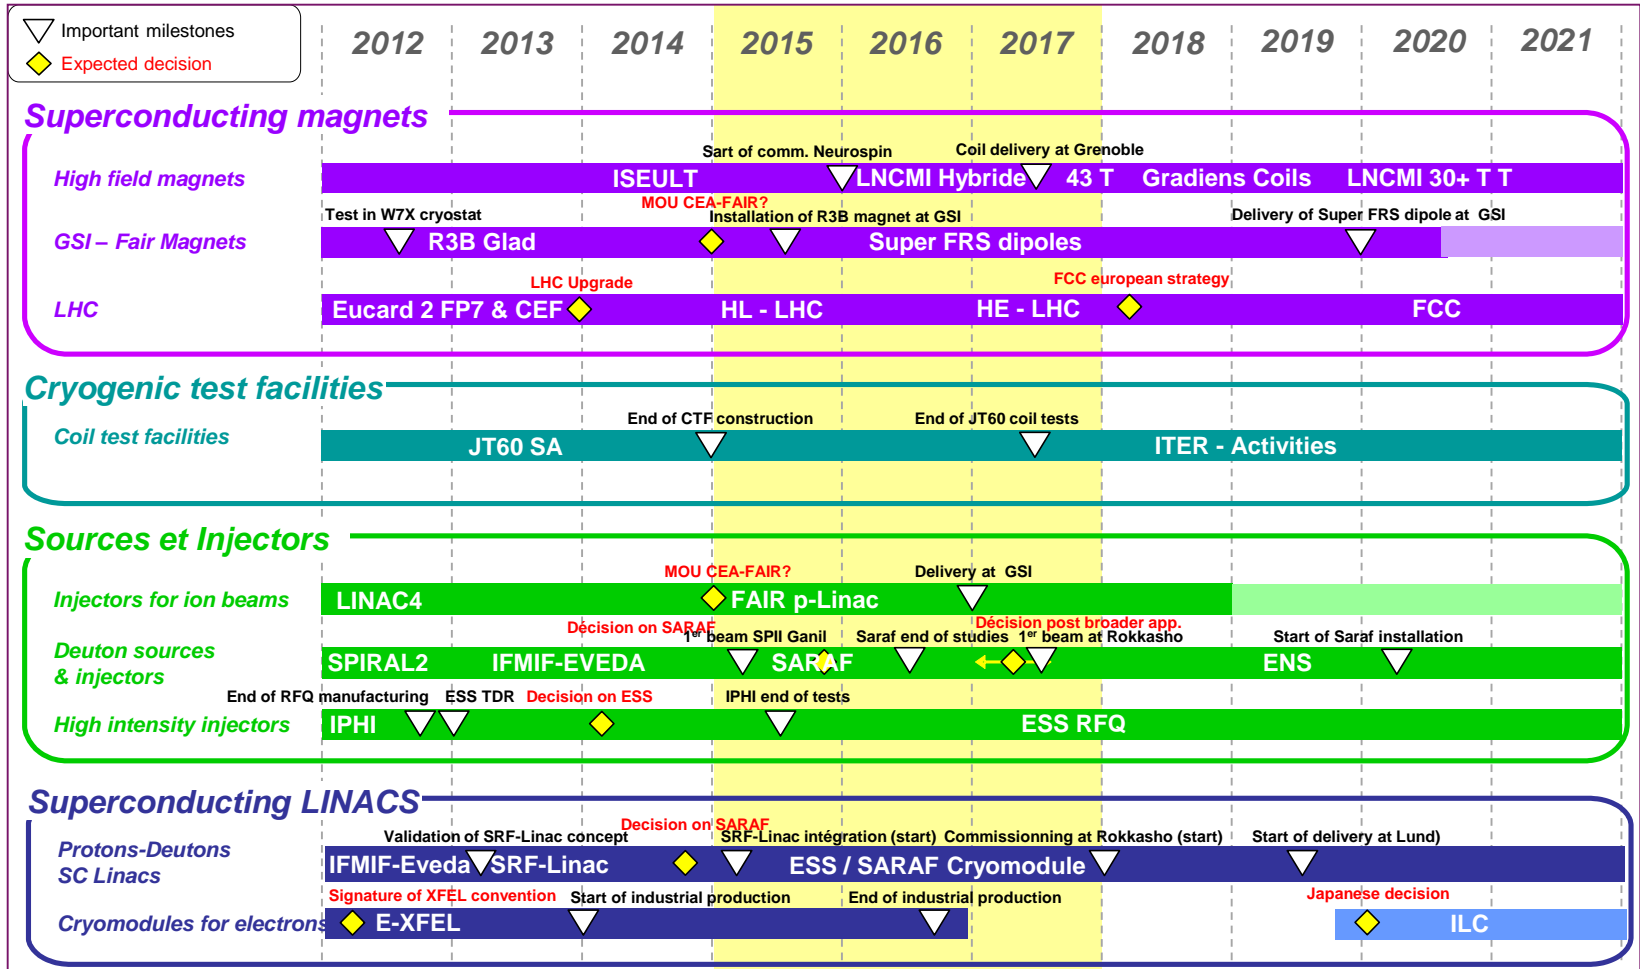 Important milestones
Expected decision
2012 2013 2014 2015 2016 2017 2018 2019 2020 2021
Superconducting magnets
Sart of comm. Neurospin Coil delivery at Grenoble
High field magnets ISEULT LNCMI Hybride 43 T Gradiens Coils LNCMI 30+ T T
MOU CEA-FAIR?
Test in W7X cryostat Installation of R3B magnet at GSI Delivery of Super FRS dipole at GSI
GSI – Fair Magnets R3B Glad Super FRS dipoles
LHC Upgrade FCC european strategy
LHC Eucard 2 FP7 & CEF HL - LHC HE - LHC FCC
Cryogenic test facilities
End of CTF construction End of JT60 coil tests
Coil test facilities JT60 SA ITER - Activities
Sources et Injectors
MOU CEA-FAIR? Delivery at GSI
Injectors for ion beams LINAC4 FAIR p-Linac
Décision on SARAF Décision post broader app.
1er beam SPII Ganil Saraf end of studies 1er beam at Rokkasho Start of Saraf installation
Deuton sources
& injectors
SPIRAL2 IFMIF-EVEDA SARAF ENS
End of RFQ manufacturing ESS TDR Decision on ESS IPHI end of tests
High intensity injectors IPHI ESS RFQ
Superconducting LINACS
Decision on SARAF
Validation of SRF-Linac concept SRF-Linac intégration (start) Commissionning at Rokkasho (start) Start of delivery at Lund)
Protons-Deutons
SC Linacs
IFMIF-Eveda SRF-Linac ESS / SARAF Cryomodule
Signature of XFEL convention Start of industrial production End of industrial production Japanese decision
Cryomodules for electrons E-XFEL ILC